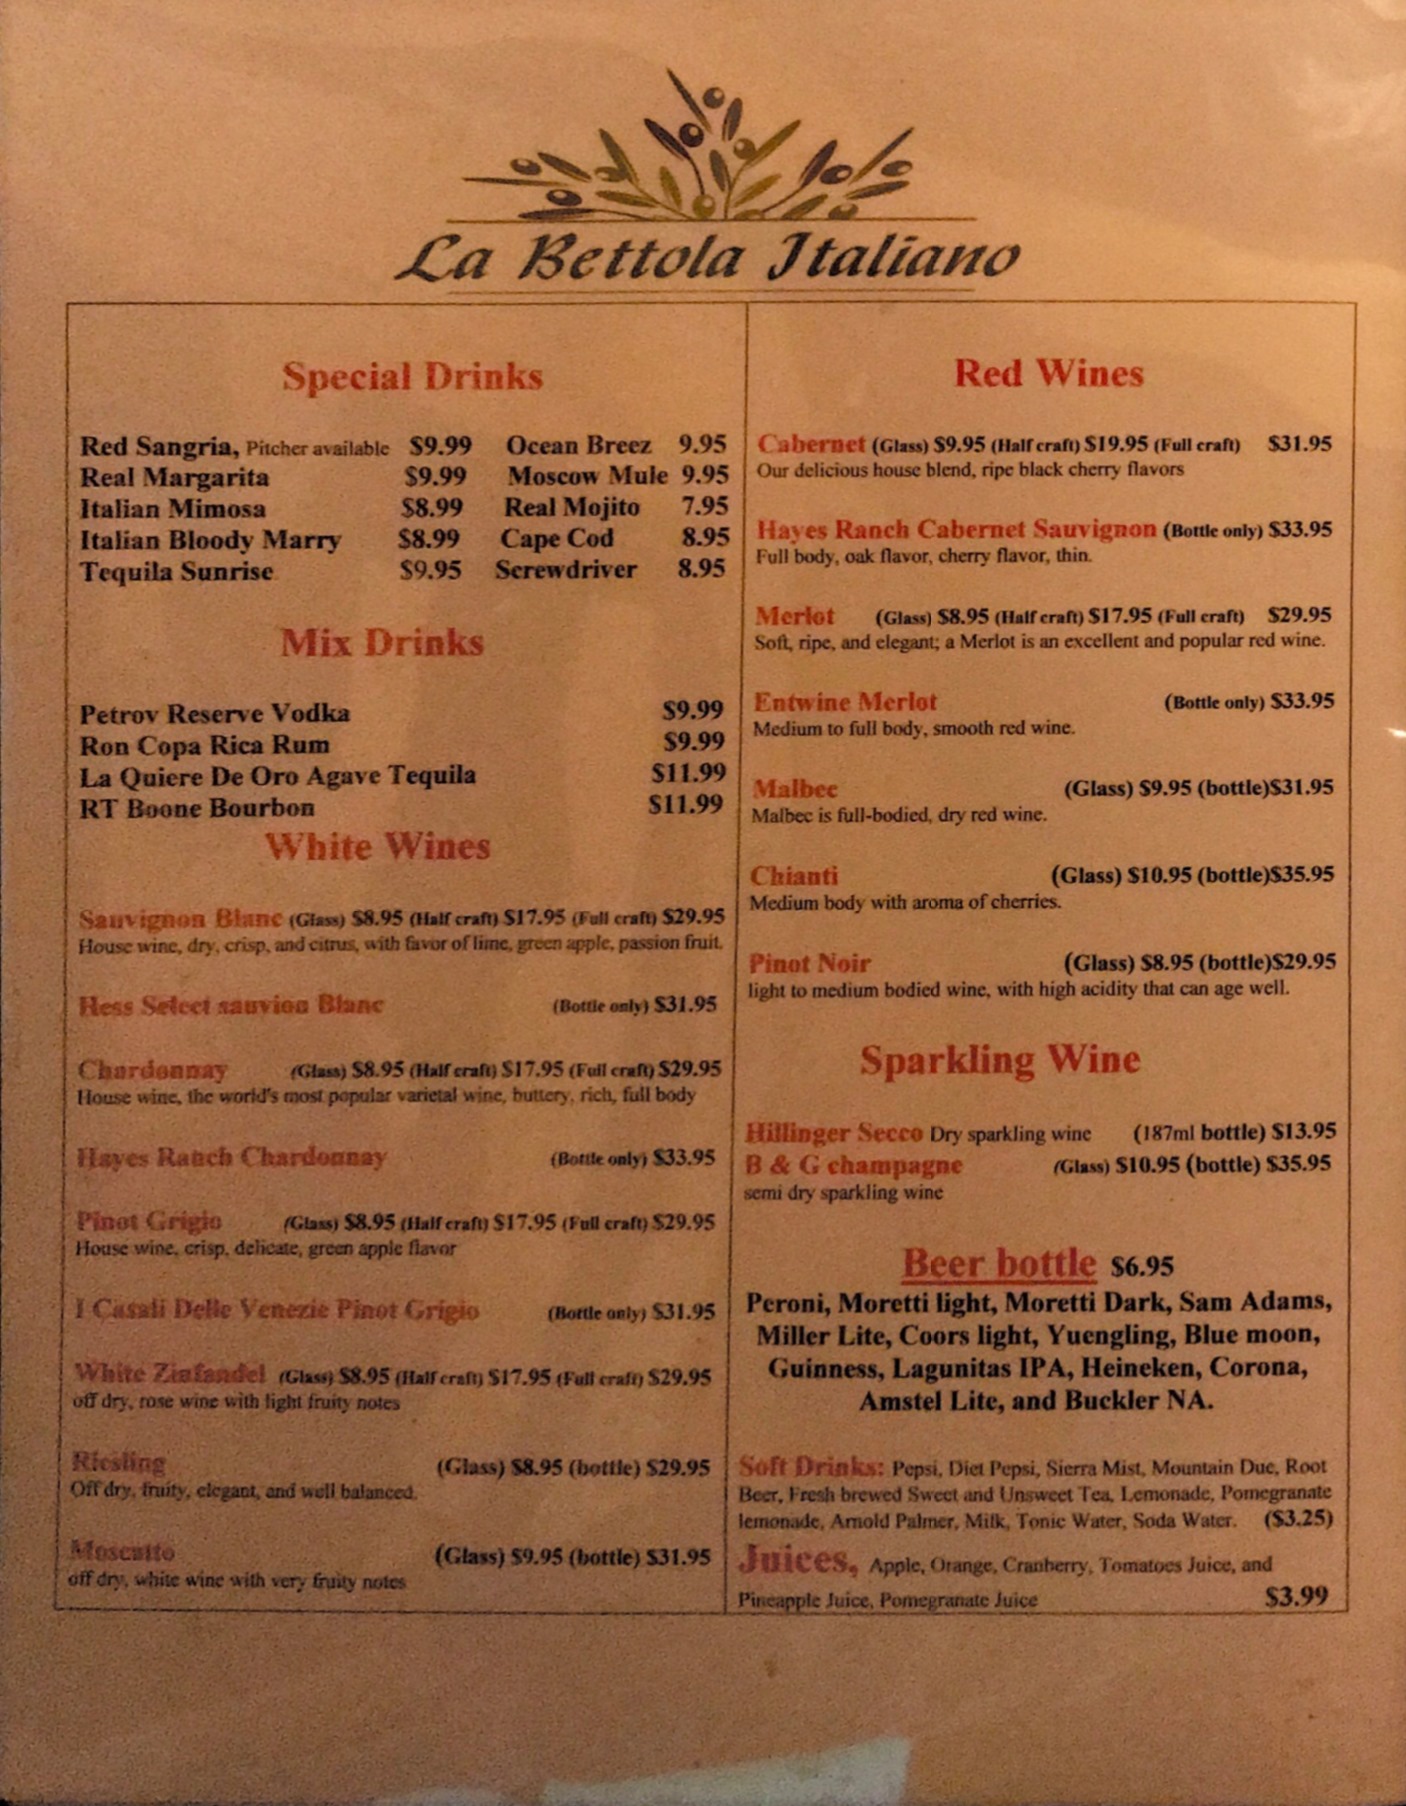 La Bettola Italiano
Special Drinks
Red Sangria, Pitcher available $9.99 Ocean Breez 9.95
Real Margarita $9.99 Moscow Mule 9.95
Italian Mimosa $8.99 Real Mojito 7.95
Italian Bloody Marry $8.99 Cape Cod 8.95
Tequila Sunrise $9.95 Screwdriver 8.95
Mix Drinks
Petrov Reserve Vodka $9.99
Ron Copa Rica Rum $9.99
La Quiere De Oro Agave Tequila $11.99
RT Boone Bourbon $11.99
White Wines
Sauvignon Blanc (Glass) $8.95 (Half craft) $17.95 (Full craft) $29.95
House wine, dry, crisp, and citrus, with favor of lime, green apple, passion fruit.
Hess Select sauvion Blanc (Bottle only) $31.95
Chardonnay (Glass) $8.95 (Half craft) $17.95 (Full craft) $29.95
House wine, the world's most popular varietal wine, buttery, rich, full body
Hayes Ranch Chardonnay (Bottle only) $33.95
Pinot Grigio (Glass) $8.95 (Half craft) $17.95 (Full craft) $29.95
House wine, crisp, delicate, green apple flavor
I Casali Delle Venezie Pinot Grigio (Bottle only) $31.95
White Zinfandel (Glass) $8.95 (Half craft) $17.95 (Full craft) $29.95
off dry, rose wine with light fruity notes
Riesling (Glass) $8.95 (bottle) $29.95
Off dry, fruity, elegant, and well balanced.
Moscatto (Glass) $9.95 (bottle) $31.95
off dry, white wine with very fruity notes
Red Wines
Cabernet (Glass) $9.95 (Half craft) $19.95 (Full craft) $31.95
Our delicious house blend, ripe black cherry flavors
Hayes Ranch Cabernet Sauvignon (Bottle only) $33.95
Full body, oak flavor, cherry flavor, thin.
Merlot (Glass) $8.95 (Half craft) $17.95 (Full craft) $29.95
Soft, ripe, and elegant; a Merlot is an excellent and popular red wine.
Entwine Merlot (Bottle only) $33.95
Medium to full body, smooth red wine.
Malbec (Glass) $9.95 (bottle)$31.95
Malbec is full-bodied, dry red wine.
Chianti (Glass) $10.95 (bottle)$35.95
Medium body with aroma of cherries.
Pinot Noir (Glass) $8.95 (bottle)$29.95
light to medium bodied wine, with high acidity that can age well.
Sparkling Wine
Hillinger Secco Dry sparkling wine (187ml bottle) $13.95
B & G champagne (Glass) $10.95 (bottle) $35.95
semi dry sparkling wine
Beer bottle $6.95
Peroni, Moretti light, Moretti Dark, Sam Adams,
Miller Lite, Coors light, Yuengling, Blue moon,
Guinness, Lagunitas IPA, Heineken, Corona,
Amstel Lite, and Buckler NA.
Soft Drinks: Pepsi, Diet Pepsi, Sierra Mist, Mountain Due, Root
Beer, Fresh brewed Sweet and Unsweet Tea, Lemonade, Pomegranate
lemonade, Arnold Palmer, Milk, Tonic Water, Soda Water. ($3.25)
Juices, Apple, Orange, Cranberry, Tomatoes Juice, and
Pineapple Juice, Pomegranate Juice $3.99